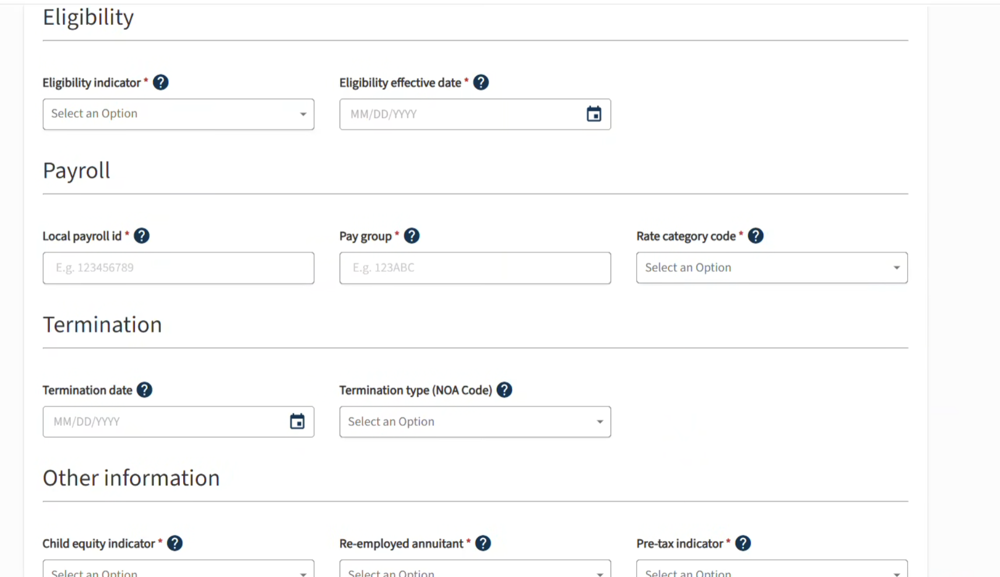 Eligibility
Eligibility indicator * ? Eligibility effective date * ?
Select an Option MM/DD/YYYY
Payroll
Local payroll id * ? Pay group * ? Rate category code * ?
E.g. 123456789 E.g. 123ABC Select an Option
Termination
Termination date ? Termination type (NOA Code) ?
MM/DD/YYYY Select an Option
Other information
Child equity indicator * ? Re-employed annuitant * ? Pre-tax indicator * ?
Select an Option Select an Option Select an Option